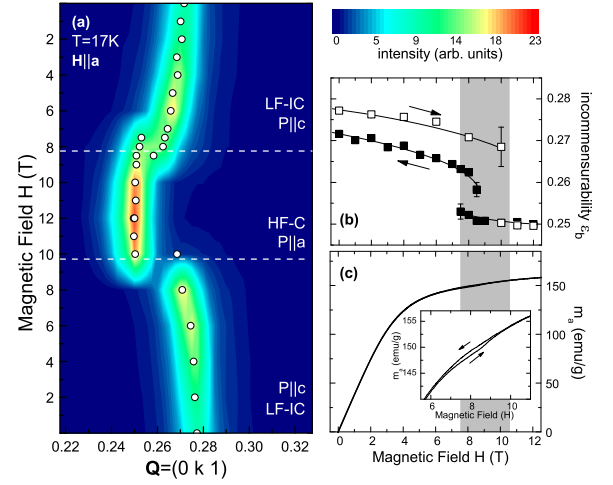 (a)
T=17K
H||a
LF-IC
P||c
HF-C
P||a
P||c
LF-IC
2
4
6
8
10
12
10
8
6
4
2
Magnetic Field H (T)
0.22 0.24 0.26 0.28 0.30 0.32
Q=(0 k 1)
0 5 9 14 18 23
intensity (arb. units)
(b)
0.28
0.27
0.26
0.25
incommensurability ε_b
(c)
150
100
50
0
m_a (emu/g)
155
150
145
m_a (emu/g)
6 8 10
Magnetic Field (H)
0 2 4 6 8 10 12
Magnetic Field H (T)